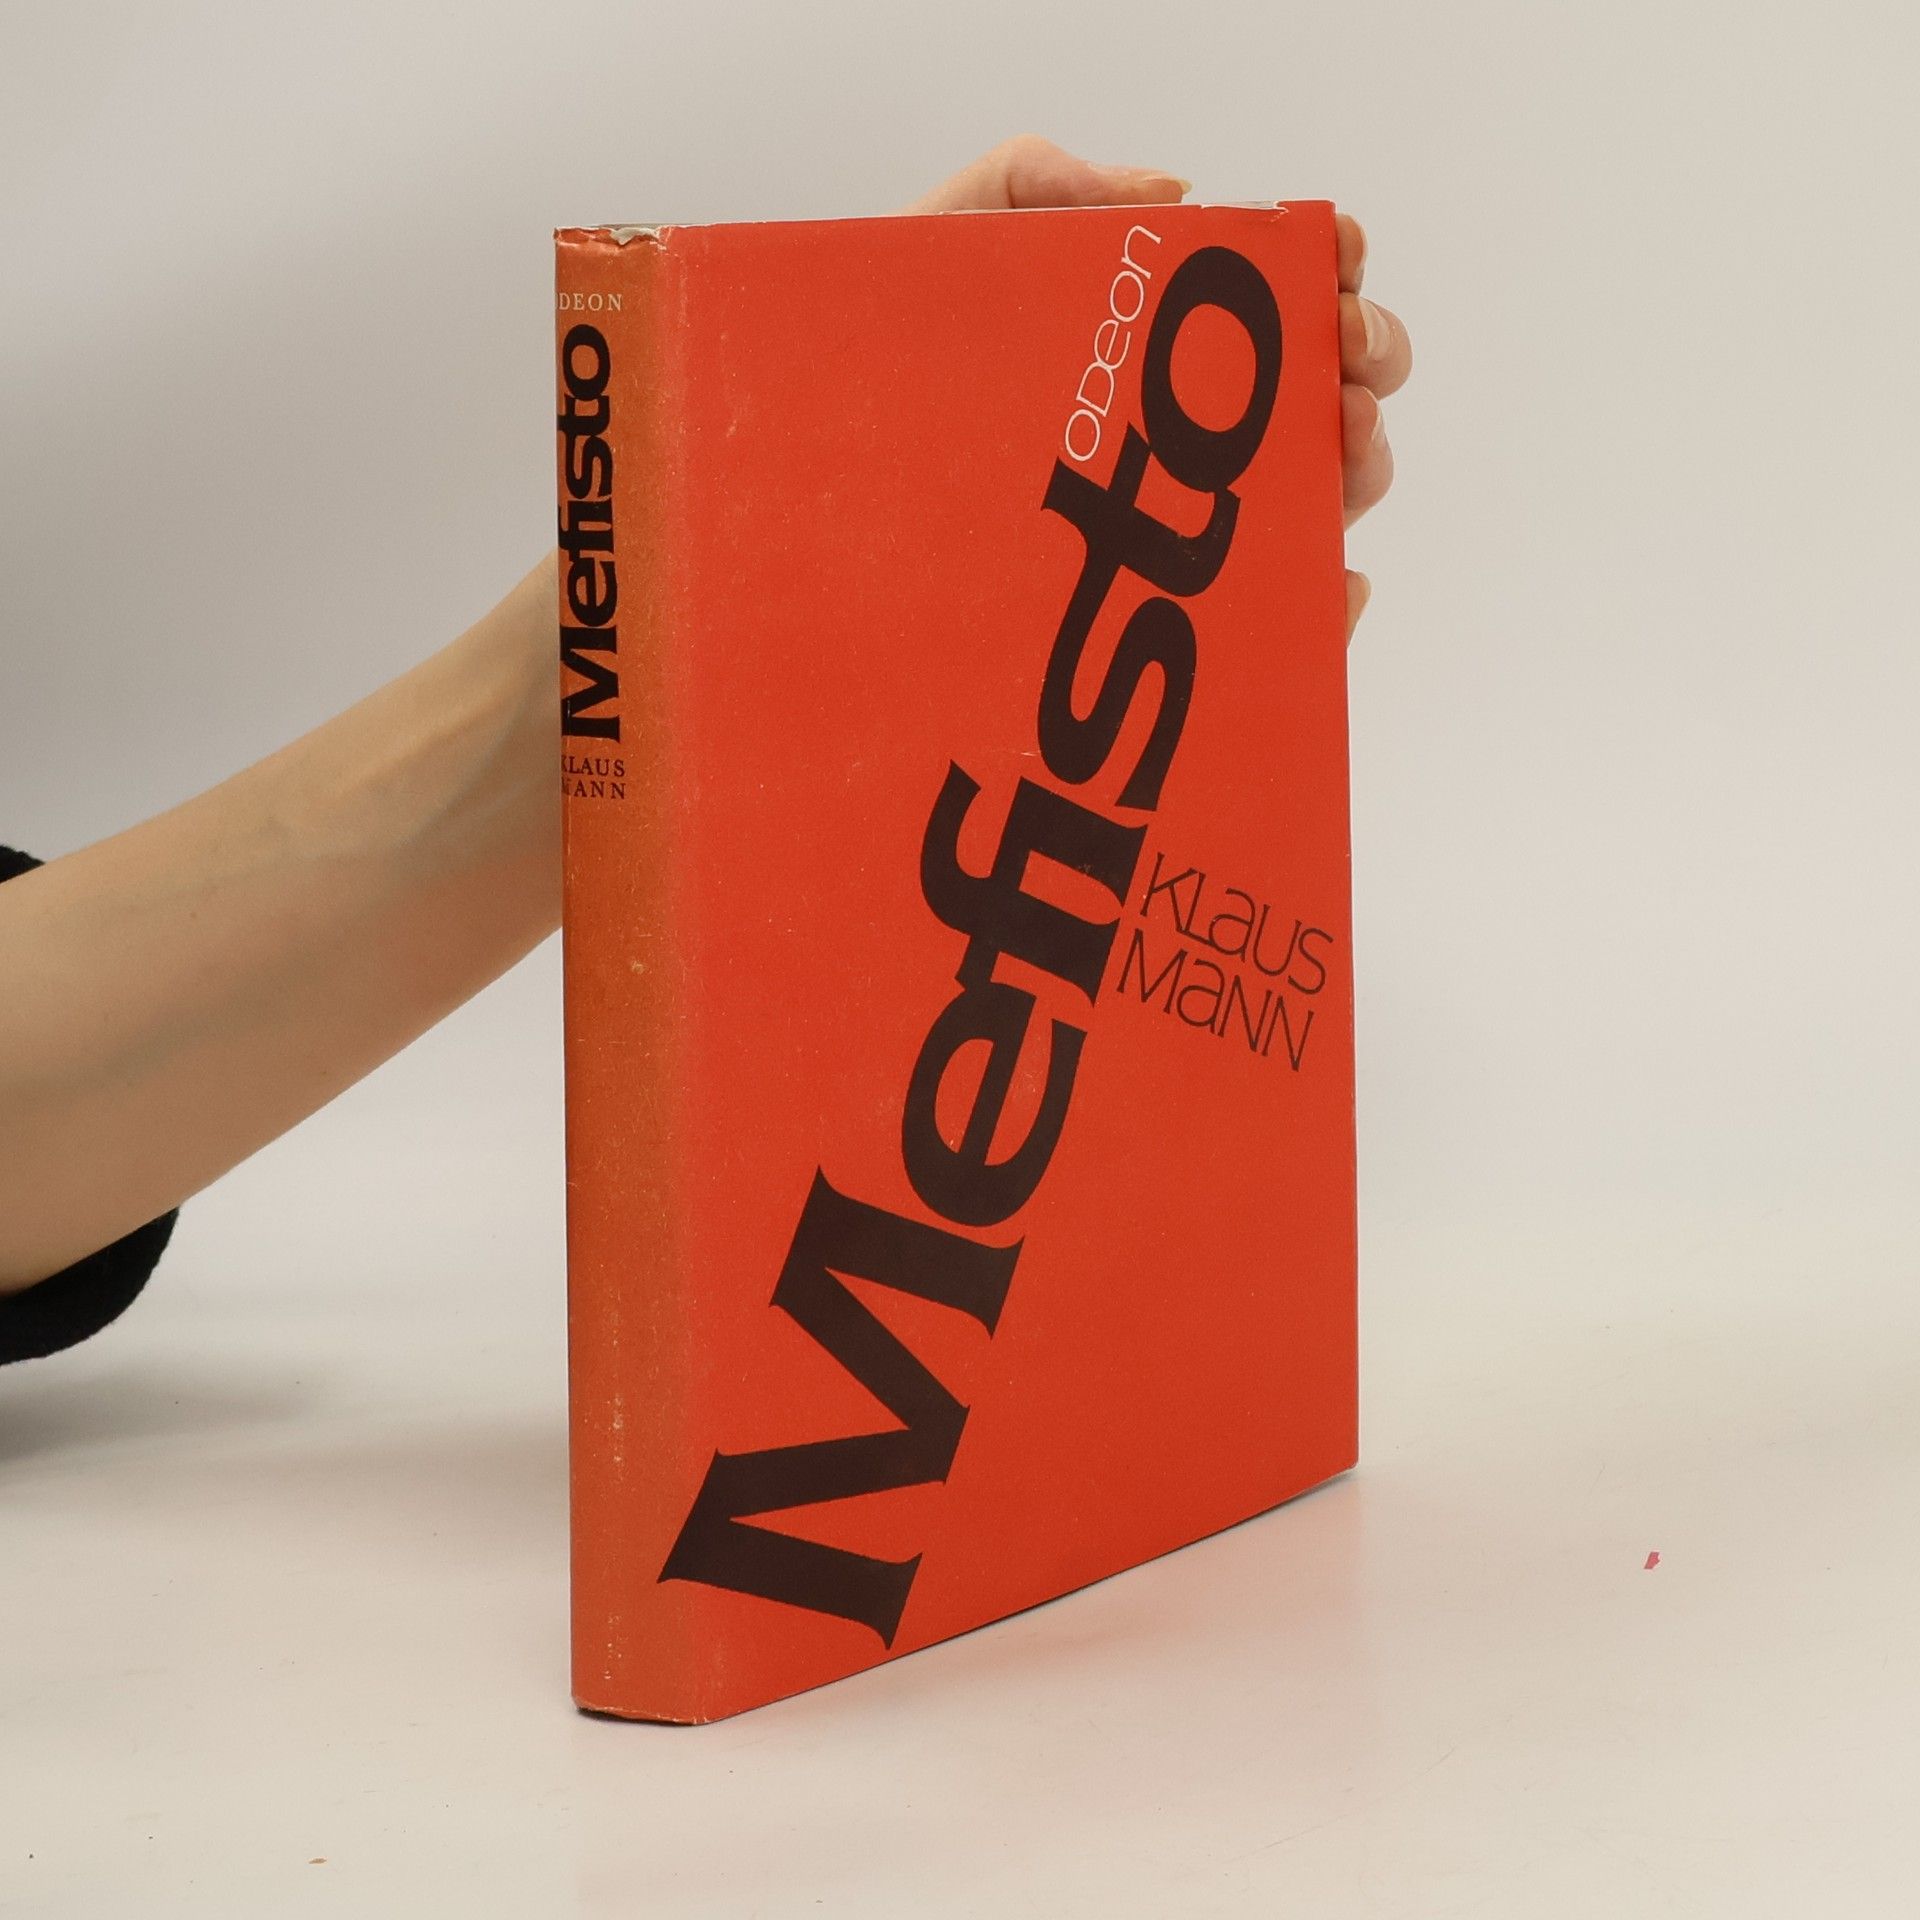 ODEON
Mefisto
KLAUS
MANN
ODeon
Mefisto
KLaus
MaNN